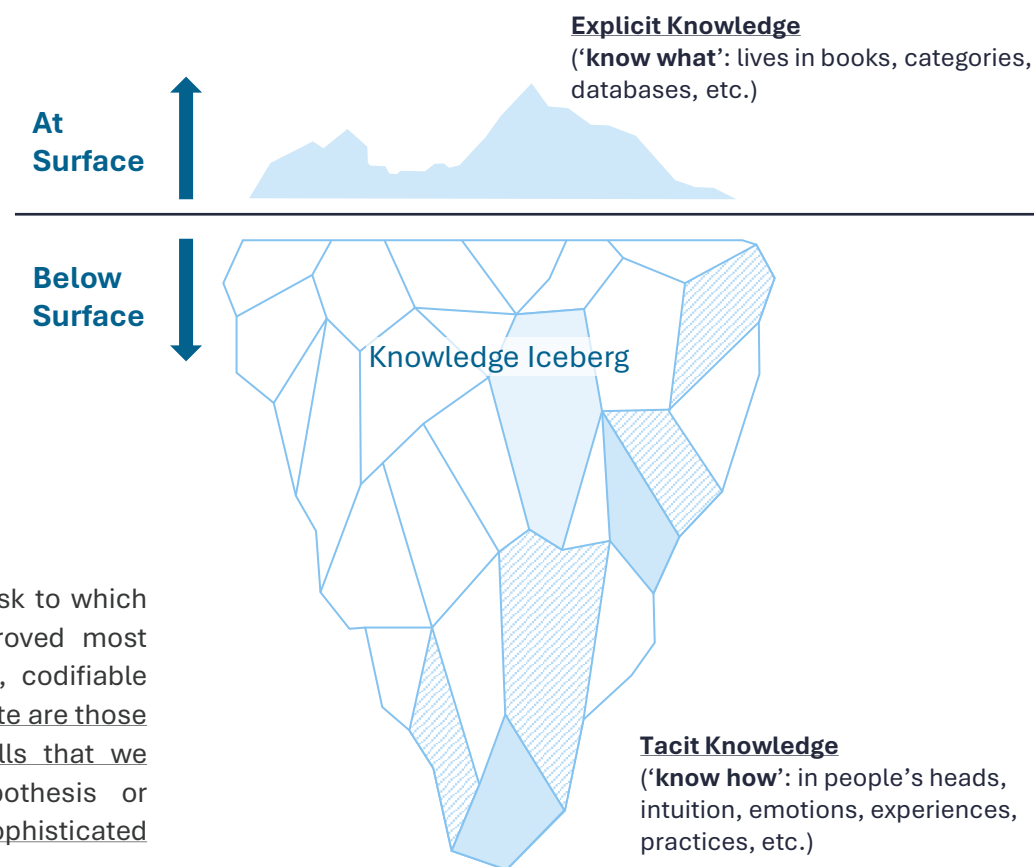 Explicit Knowledge
(‘know what’: lives in books, categories,
databases, etc.)
At
Surface
Below
Surface
Knowledge Iceberg
sk to which
roved most
, codifiable
te are those
lls that we
pothesis or
ophisticated
Tacit Knowledge
(‘know how’: in people’s heads,
intuition, emotions, experiences,
practices, etc.)